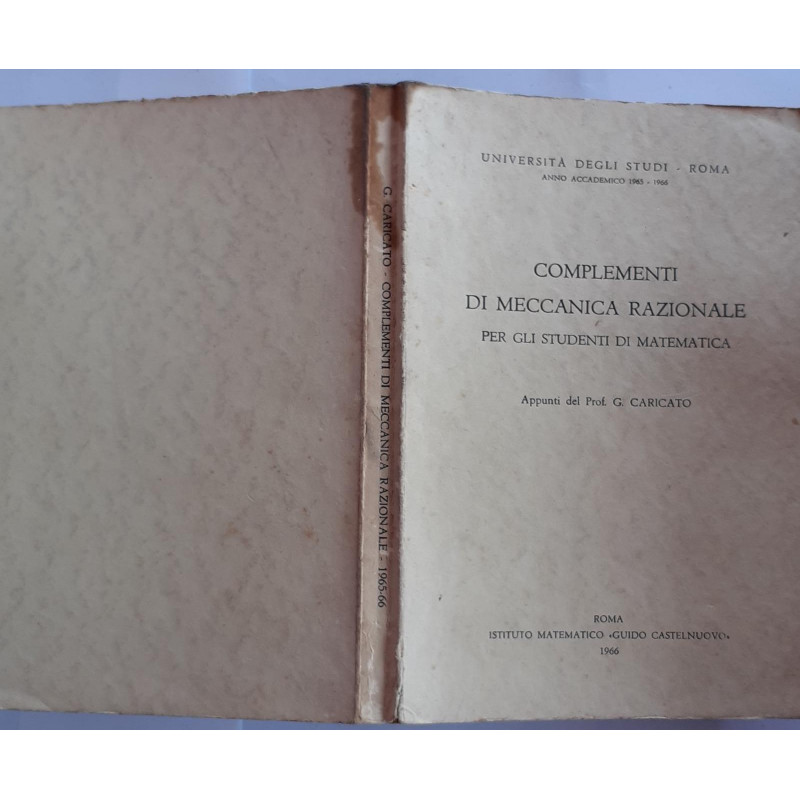 G. CARICATO - COMPLEMENTI DI MECCANICA RAZIONALE - 1965-66
UNIVERSITÀ DEGLI STUDI - ROMA
ANNO ACCADEMICO 1965 - 1966
COMPLEMENTI
DI MECCANICA RAZIONALE
PER GLI STUDENTI DI MATEMATICA
Appunti del Prof. G. CARICATO
ROMA
ISTITUTO MATEMATICO «GUIDO CASTELNUOVO»
1966